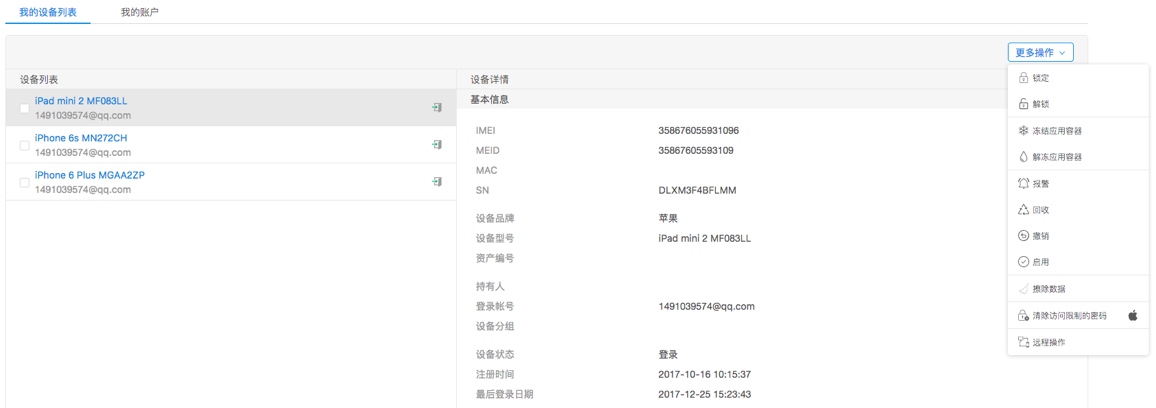 我的设备列表 我的账户
更多操作
设备列表
iPad mini 2 MF083LL
1491039574@qq.com
iPhone 6s MN272CH
1491039574@qq.com
iPhone 6 Plus MGAA2ZP
1491039574@qq.com
设备详情
基本信息
IMEI 358676055931096
MEID 35867605593109
MAC
SN DLXM3F4BFLMM
设备品牌 苹果
设备型号 iPad mini 2 MF083LL
资产编号
持有人
登录帐号 1491039574@qq.com
设备分组
设备状态 登录
注册时间 2017-10-16 10:15:37
最后登录日期 2017-12-25 15:23:43
锁定
解锁
冻结应用容器
解冻应用容器
报警
回收
撤销
启用
擦除数据
清除访问限制的密码
远程操作